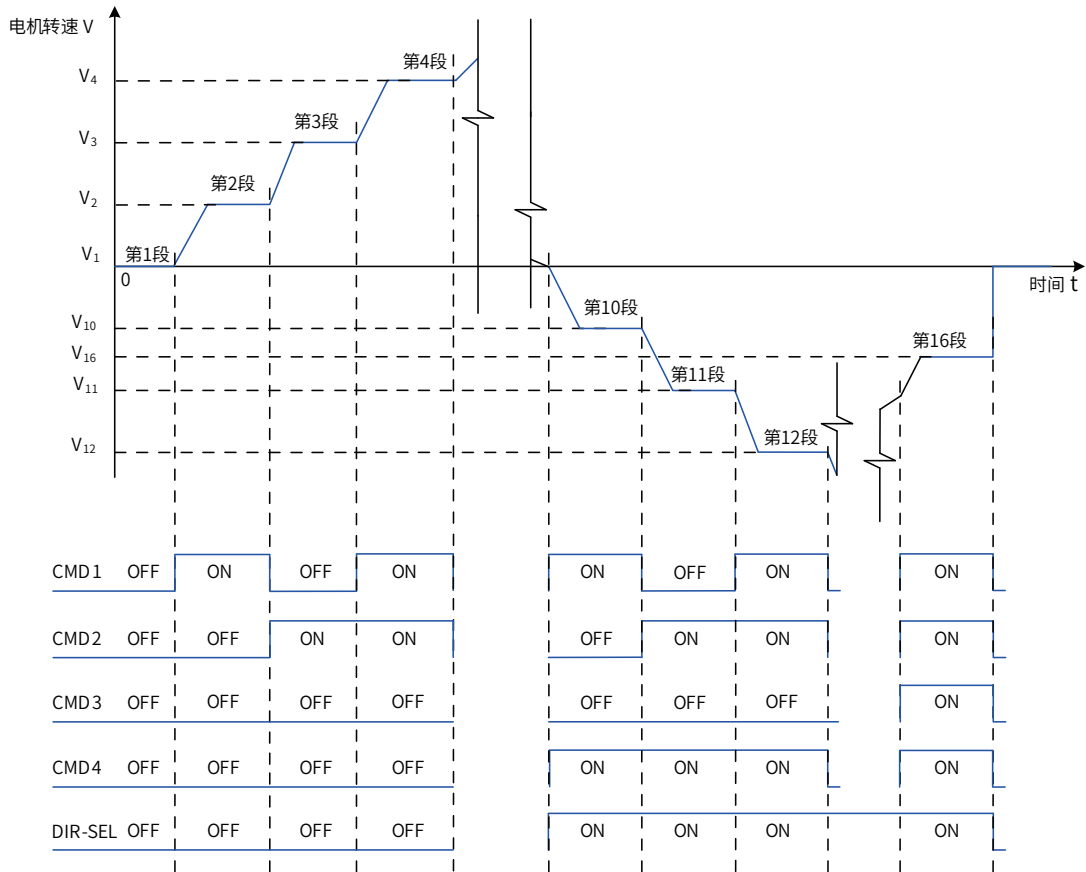 电机转速 V
V4
第4段
V3
第3段
V2
第2段
V1
第1段
0
时间 t
V10
第10段
V16
第16段
V11
第11段
V12
第12段
CMD1 OFF ON OFF ON ON OFF ON ON
CMD2 OFF OFF ON ON OFF ON ON ON
CMD3 OFF OFF OFF OFF OFF OFF OFF ON
CMD4 OFF OFF OFF OFF ON ON ON ON
DIR-SEL OFF OFF OFF OFF ON ON ON ON